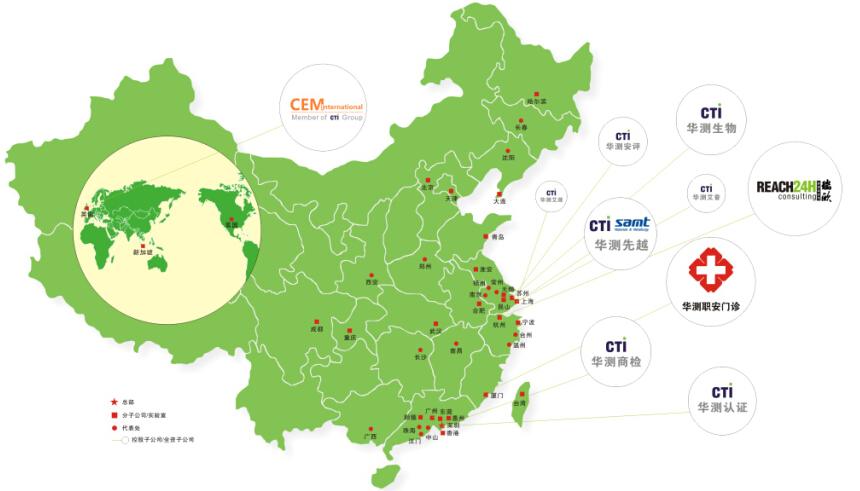 CEM International
Member of CTI Group
CTI
华测生物
CTI
华测安评
REACH24H
consulting
瑞欧
CTI
CTI
华测艾普
CTI samt
华测先越
华测职安门诊
CTI
华测商检
CTI
华测认证
哈尔滨
长春
沈阳
北京
天津
大连
青岛
英国
美国
新加坡
郑州
西安
淮安
扬州
常州
无锡
苏州
南京
昆山
上海
合肥
杭州
宁波
台州
温州
成都
重庆
武汉
长沙
南昌
厦门
台湾
广西
顺德
广州
东莞
惠州
珠海
深圳
江门
中山
香港
总部
分子公司/实验室
代表处
控股子公司/全资子公司